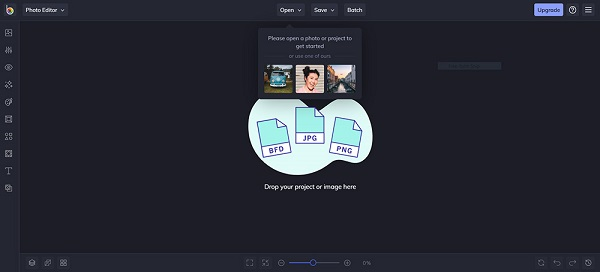 Photo Editor
Open
Save
Batch
Upgrade
Please open a photo or project to
get started
or use one of ours
BFD
JPG
PNG
Drop your project or image here
0%